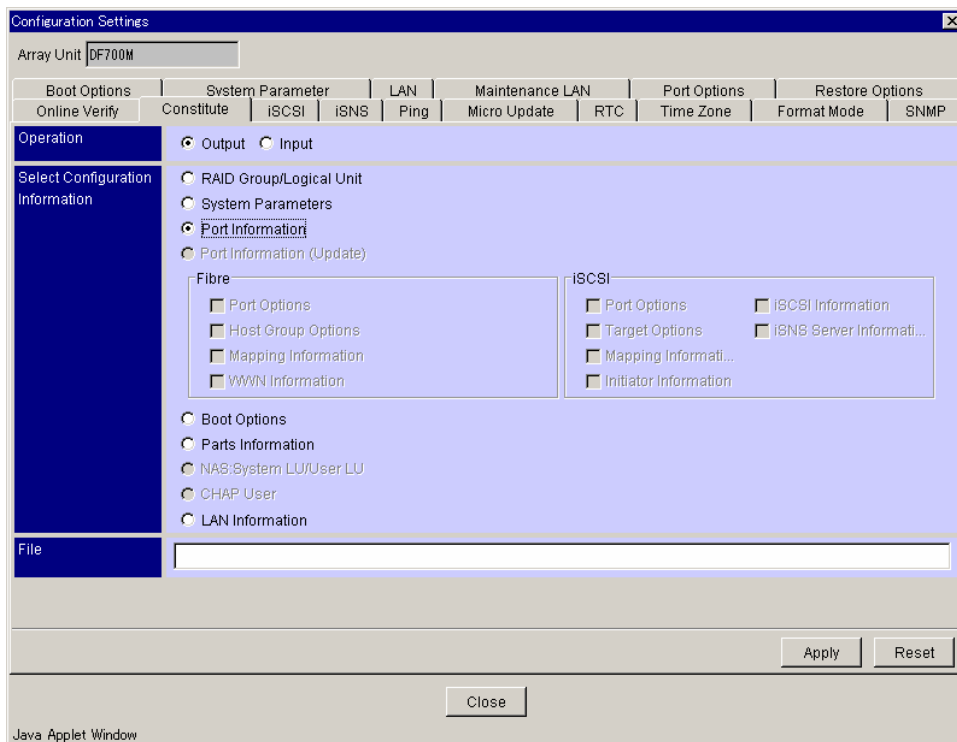 Configuration Settings
Array Unit DF700M
Boot Options System Parameter LAN Maintenance LAN Port Options Restore Options
Online Verify Constitute iSCSI iSNS Ping Micro Update RTC Time Zone Format Mode SNMP
Operation Output Input
Select Configuration Information
RAID Group/Logical Unit
System Parameters
Port Information
Port Information (Update)
Fibre
Port Options
Host Group Options
Mapping Information
WWN Information
iSCSI
Port Options iSCSI Information
Target Options iSNS Server Informati...
Mapping Informati...
Initiator Information
Boot Options
Parts Information
NAS:System LU/User LU
CHAP User
LAN Information
File
Apply Reset
Close
Java Applet Window